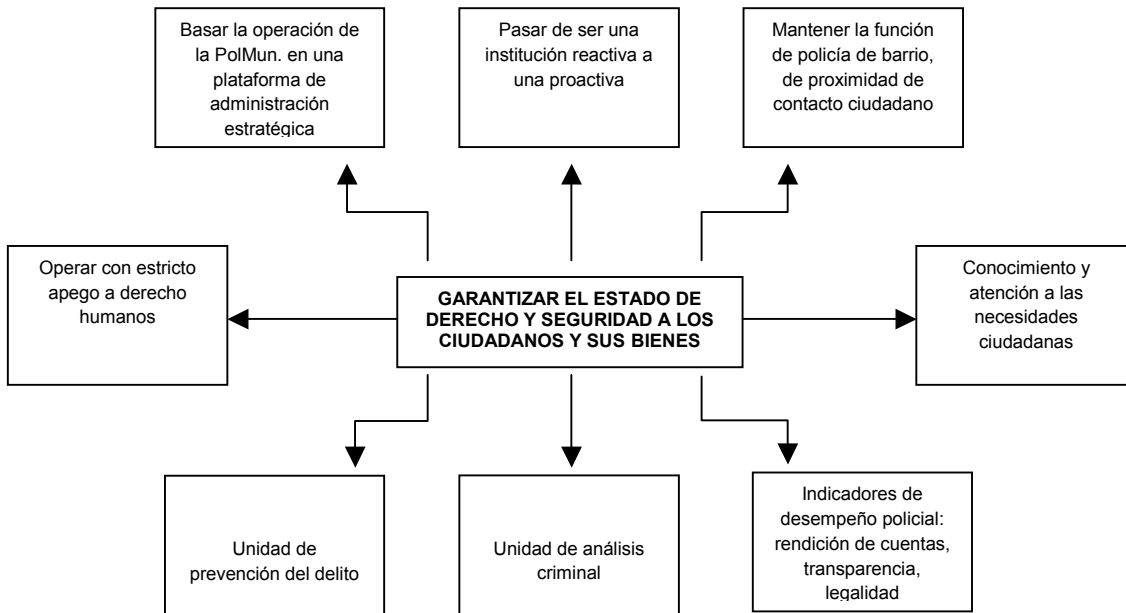 Basar la operación de
la PolMun. en una
plataforma de
administración
estratégica
Pasar de ser una
institución reactiva a
una proactiva
Mantener la función
de policía de barrio,
de proximidad de
contacto ciudadano
Operar con estricto
apego a derecho
humanos
GARANTIZAR EL ESTADO DE
DERECHO Y SEGURIDAD A LOS
CIUDADANOS Y SUS BIENES
Conocimiento y
atención a las
necesidades
ciudadanas
Unidad de
prevención del delito
Unidad de análisis
criminal
Indicadores de
desempeño policial:
rendición de cuentas,
transparencia,
legalidad